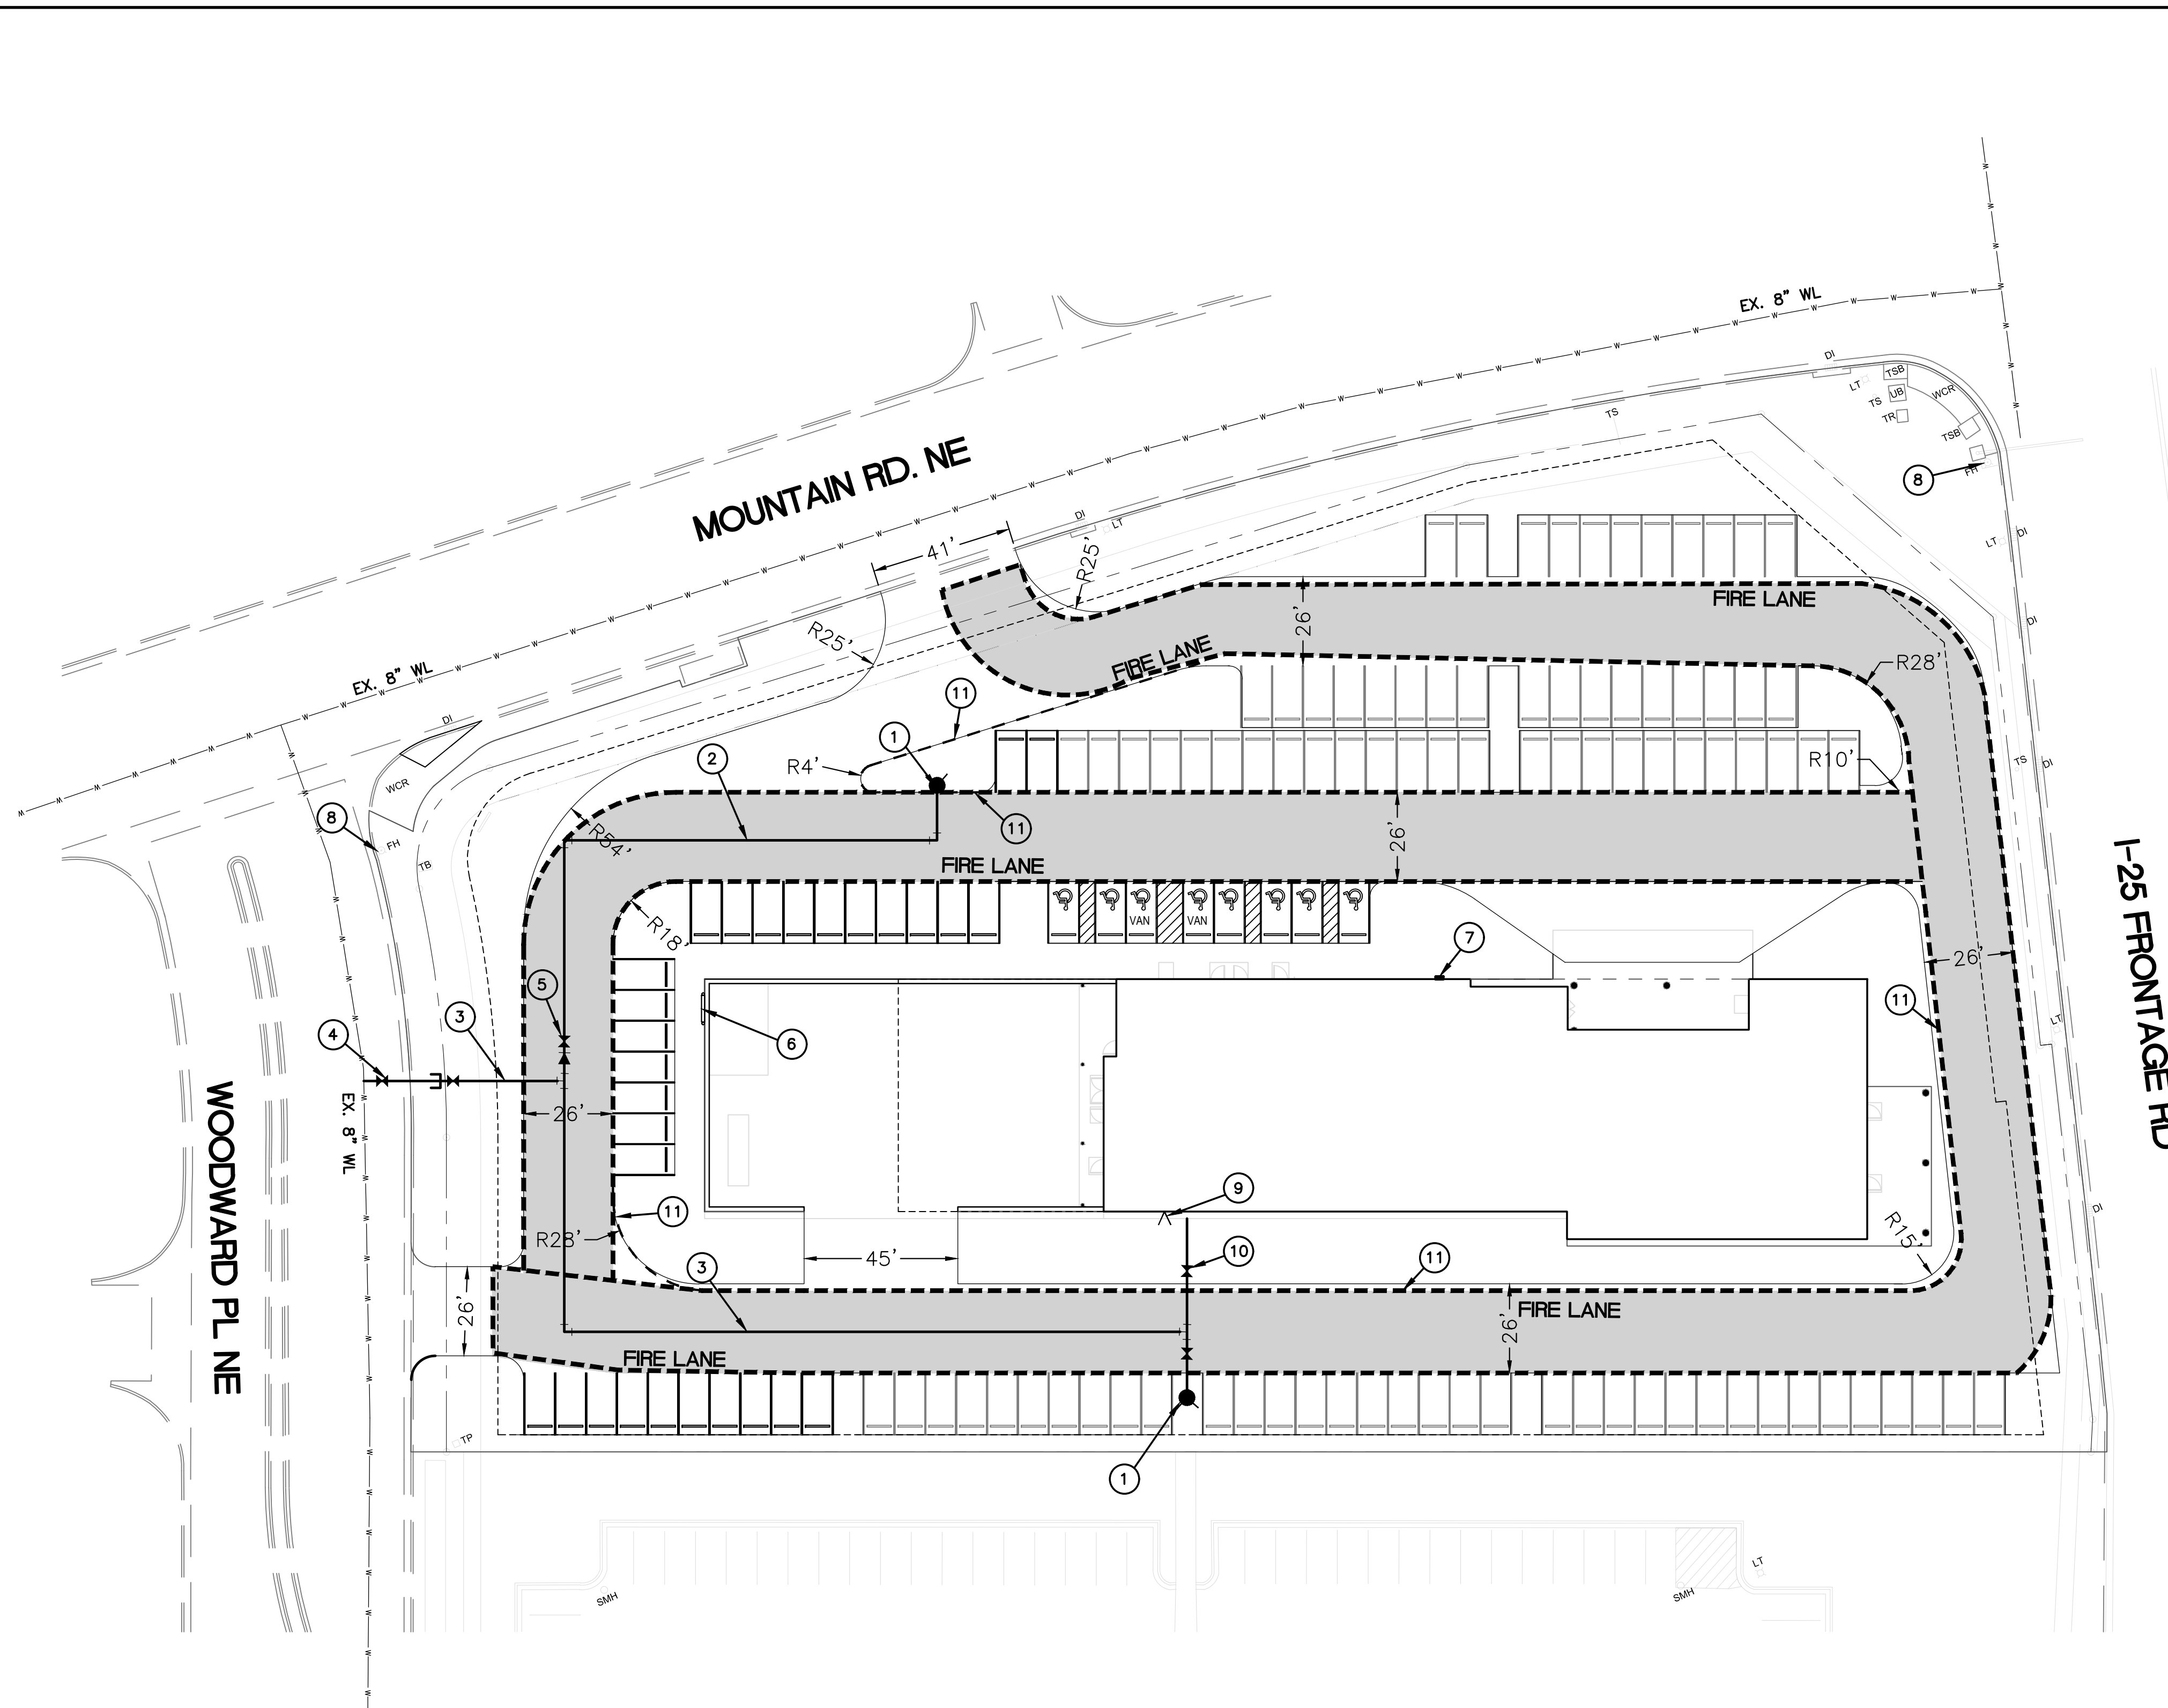 EX. 8" WL
DI
TSB
LT
UB
WCR
TS
TR
TS
TSB
MOUNTAIN RD. NE
FH
8
DI
LT
41'
LT
DI
R25'
FIRE LANE
26'
R25'
DI
FIRE LANE
R28'
EX. 8" WL
11
DI
1
2
R4'
R10'
TS
DI
WCR
8
11
R54'
26'
FH
TB
FIRE LANE
I-25 FRONTAGE RD
VAN
VAN
R18'
7
26'
5
11
3
4
6
LT
EX. 8" WL
WOODWARD PL NE
26'
9
11
DI
R28'
R15'
10
45'
3
11
26'
FIRE LANE
26'
FIRE LANE
TP
1
LT
SMH
SMH